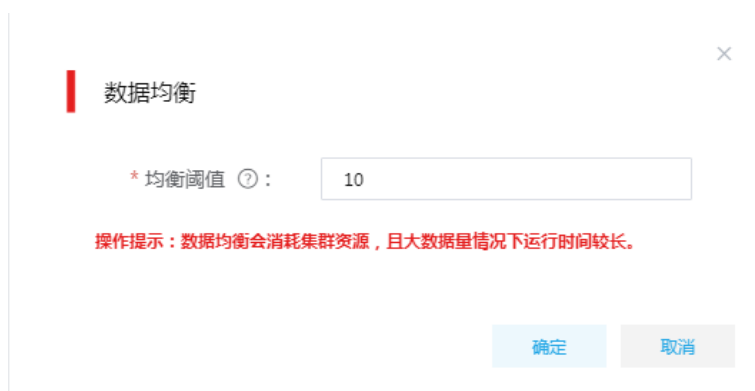 数据均衡
* 均衡阈值 ? : 10
操作提示：数据均衡会消耗集群资源，且大数据量情况下运行时间较长。
确定 取消